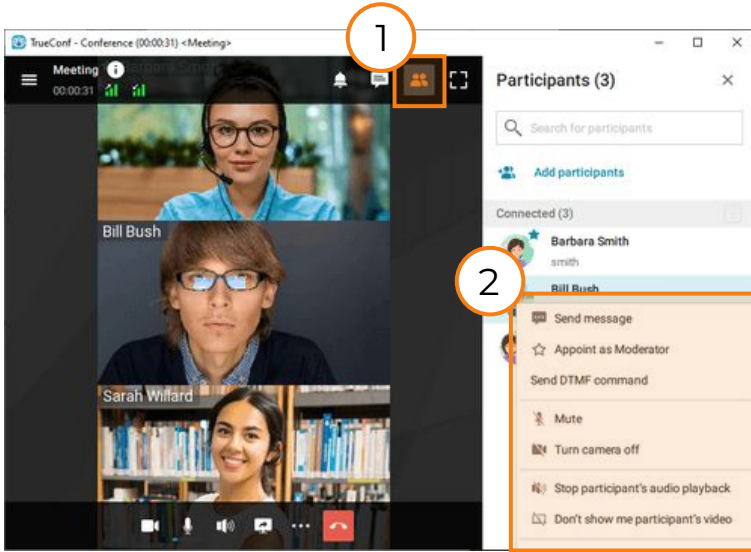 TrueConf - Conference (00:00:31) <Meeting>
1
Meeting
00:00:31
Barbara Smith
Bill Bush
Sarah Willard
Participants (3)
Search for participants
Add participants
Connected (3)
Barbara Smith
smith
Bill Bush
2
Send message
Appoint as Moderator
Send DTMF command
Mute
Turn camera off
Stop participant's audio playback
Don't show me participant's video